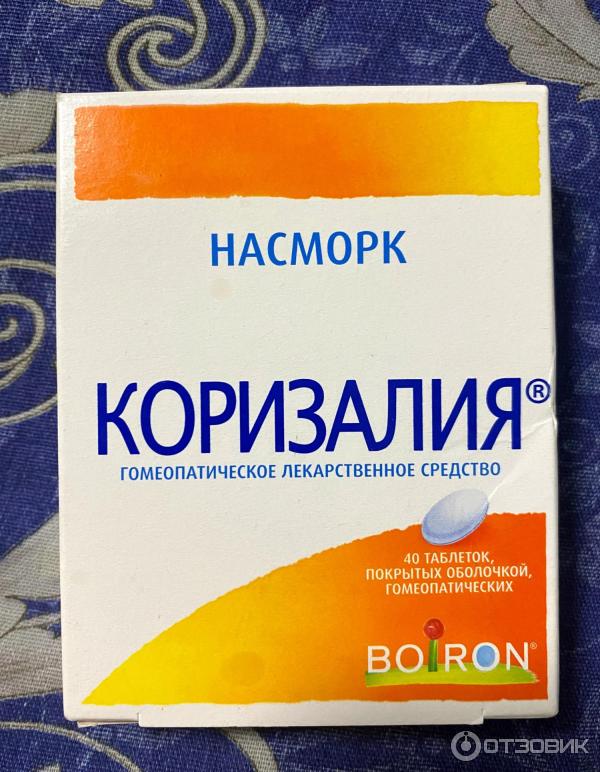 НАСМОРК
КОРИЗАЛИЯ®
ГОМЕОПАТИЧЕСКОЕ ЛЕКАРСТВЕННОЕ СРЕДСТВО
40 ТАБЛЕТОК,
ПОКРЫТЫХ ОБОЛОЧКОЙ,
ГОМЕОПАТИЧЕСКИХ
BOIRON®
ОТЗОВИК